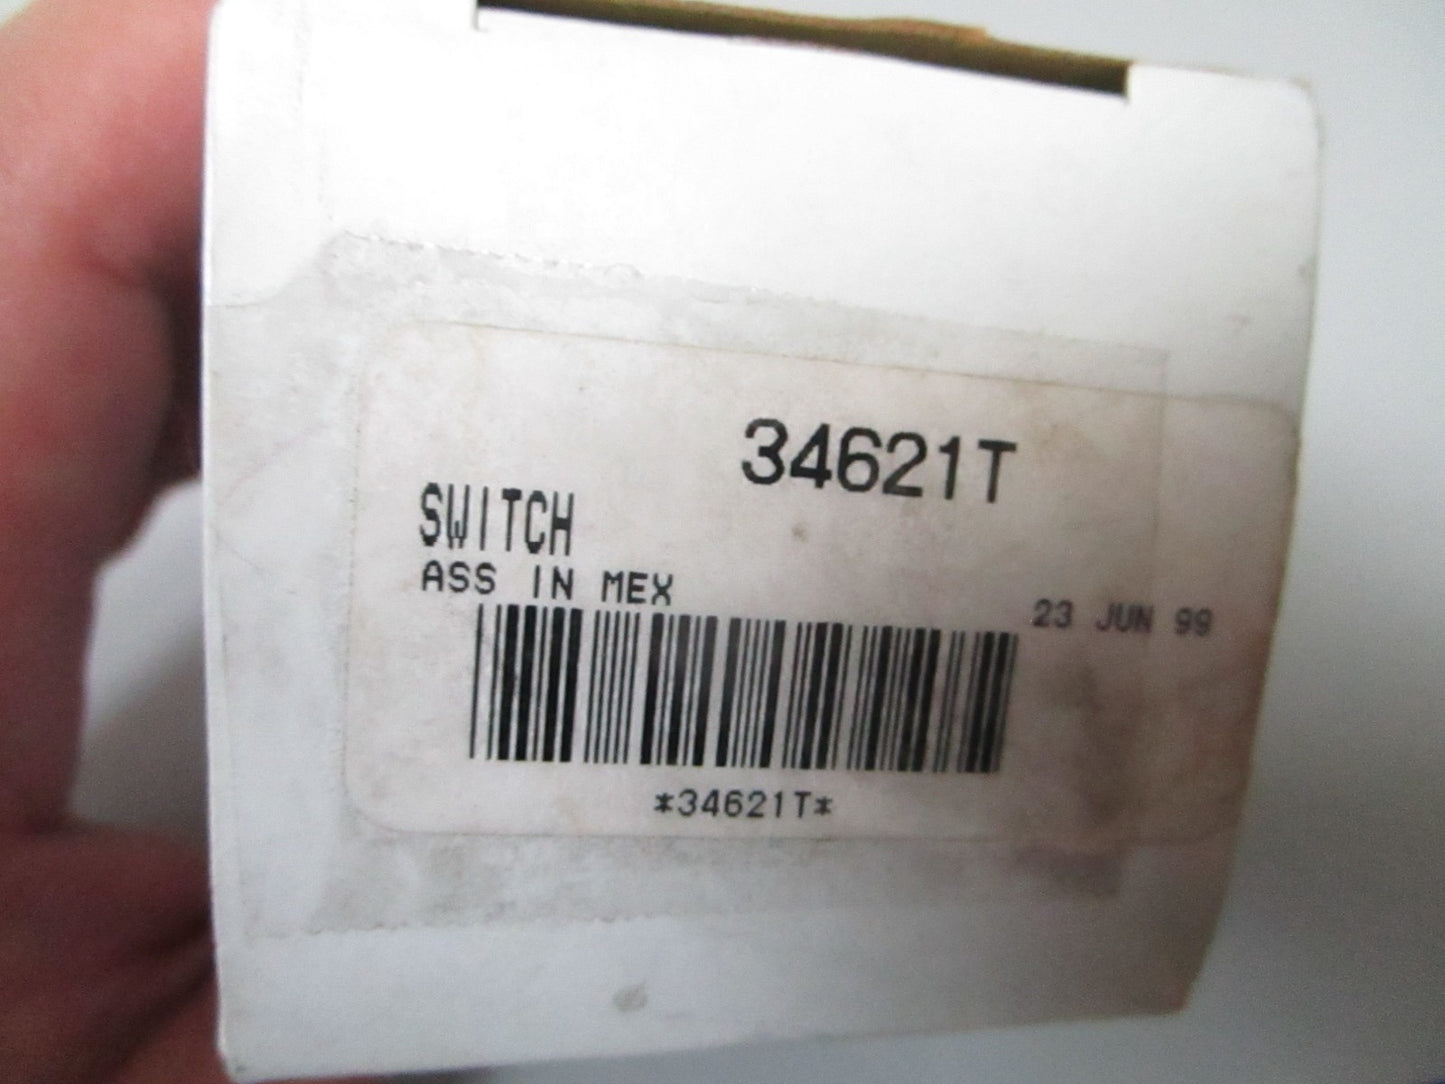 34621T
SWITCH
ASS IN MEX
23 JUN 99
*34621T*